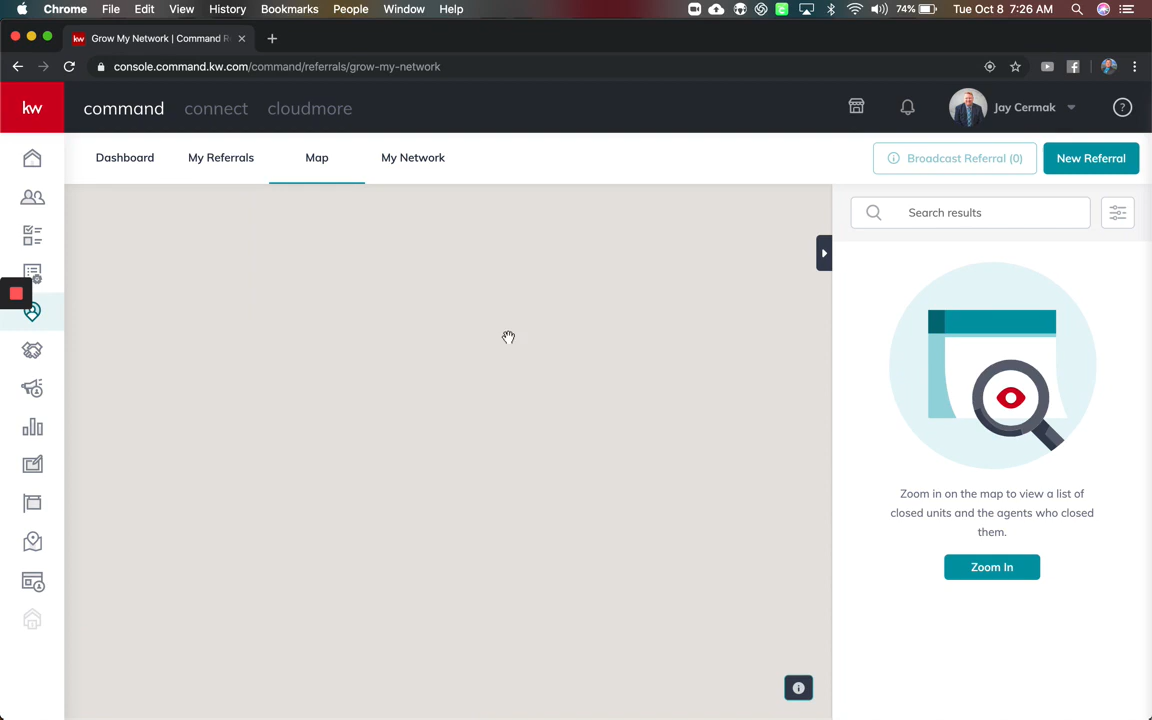 Chrome File Edit View History Bookmarks People Window Help 74% Tue Oct 8 7:26 AM
kw Grow My Network | Command R
console.command.kw.com/command/referrals/grow-my-network
kw command connect cloudmore Jay Cermak
Dashboard My Referrals Map My Network Broadcast Referral (0) New Referral
Search results
Zoom in on the map to view a list of
closed units and the agents who closed
them.
Zoom In